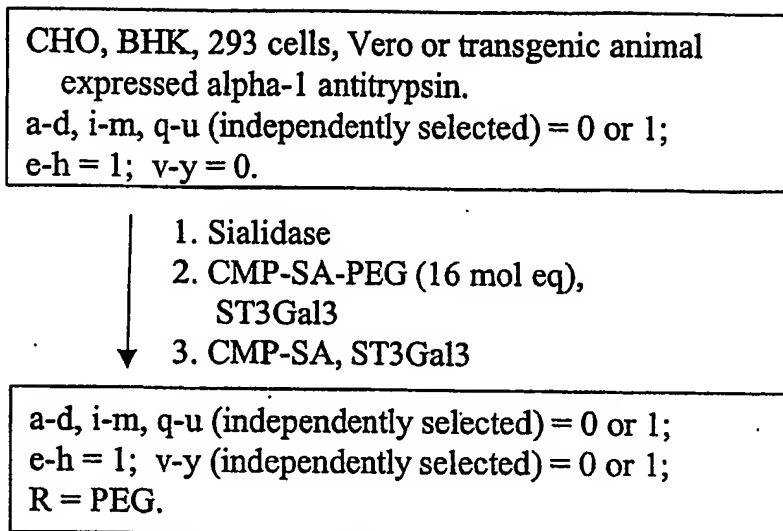 CHO, BHK, 293 cells, Vero or transgenic animal
expressed alpha-1 antitrypsin.
a-d, i-m, q-u (independently selected) = 0 or 1;
e-h = 1; v-y = 0.
1. Sialidase
2. CMP-SA-PEG (16 mol eq),
ST3Gal3
3. CMP-SA, ST3Gal3
a-d, i-m, q-u (independently selected) = 0 or 1;
e-h = 1; v-y (independently selected) = 0 or 1;
R = PEG.